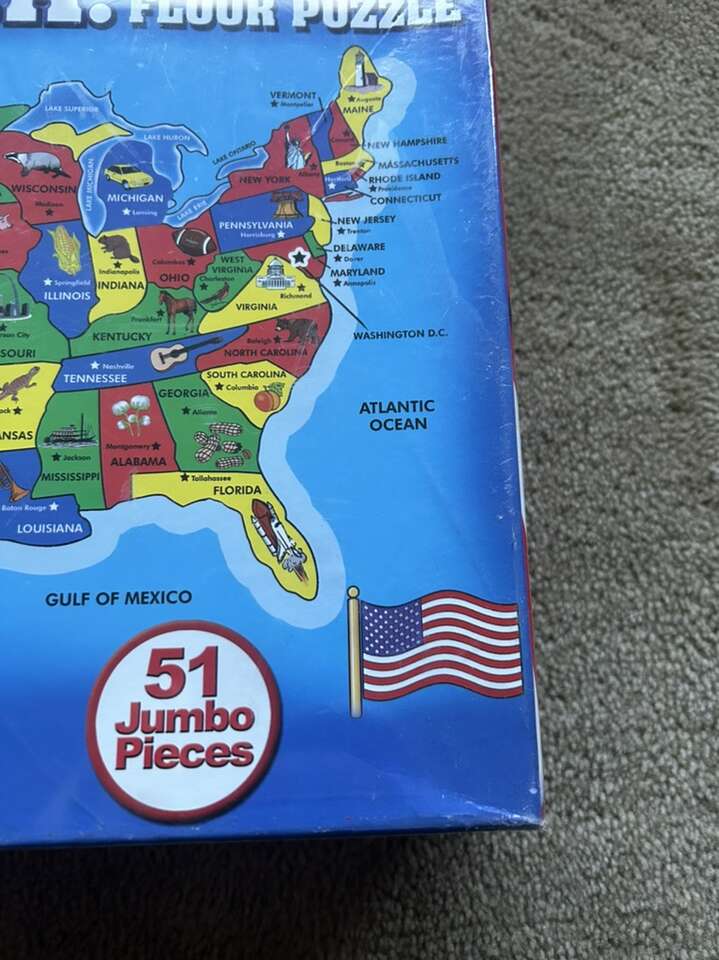 FLOOR PUZZLE
LAKE SUPERIOR
VERMONT
Montpelier
Augusta
MAINE
LAKE HURON
LAKE ONTARIO
NEW HAMPSHIRE
Concord
LAKE MICHIGAN
WISCONSIN
Madison
MICHIGAN
Lansing
NEW YORK
Albany
Boston
MASSACHUSETTS
Hartford
RHODE ISLAND
Providence
CONNECTICUT
LAKE ERIE
PENNSYLVANIA
Harrisburg
NEW JERSEY
Trenton
DELAWARE
Dover
MARYLAND
Annapolis
Columbus
OHIO
WEST
VIRGINIA
Charleston
Indianapolis
INDIANA
Springfield
ILLINOIS
Richmond
VIRGINIA
Frankfort
KENTUCKY
WASHINGTON D.C.
SOURI
Nashville
TENNESSEE
Raleigh
NORTH CAROLINA
SOUTH CAROLINA
Columbia
GEORGIA
Atlanta
ATLANTIC
OCEAN
ANSAS
Jackson
MISSISSIPPI
Montgomery
ALABAMA
Tallahassee
FLORIDA
Baton Rouge
LOUISIANA
GULF OF MEXICO
51
Jumbo
Pieces